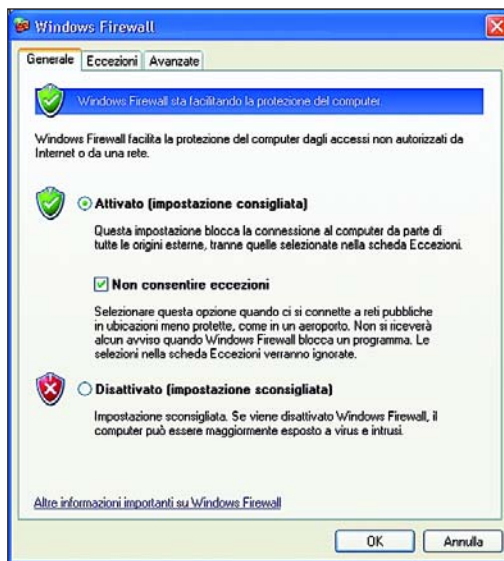 Windows Firewall
Generale Eccezioni Avanzate
Windows Firewall sta facilitando la protezione del computer.
Windows Firewall facilita la protezione del computer dagli accessi non autorizzati da
Internet o da una rete.
Attivato (impostazione consigliata)
Questa impostazione blocca la connessione al computer da parte di
tutte le origini esterne, tranne quelle selezionate nella scheda Eccezioni.
Non consentire eccezioni
Selezionare questa opzione quando ci si connette a reti pubbliche
in ubicazioni meno protette, come in un aeroporto. Non si riceverà
alcun avviso quando Windows Firewall blocca un programma. Le
selezioni nella scheda Eccezioni verranno ignorate.
Disattivato (impostazione sconsigliata)
Impostazione sconsigliata. Se viene disattivato Windows Firewall, il
computer può essere maggiormente esposto a virus e intrusi.
Altre informazioni importanti su Windows Firewall
OK Annulla